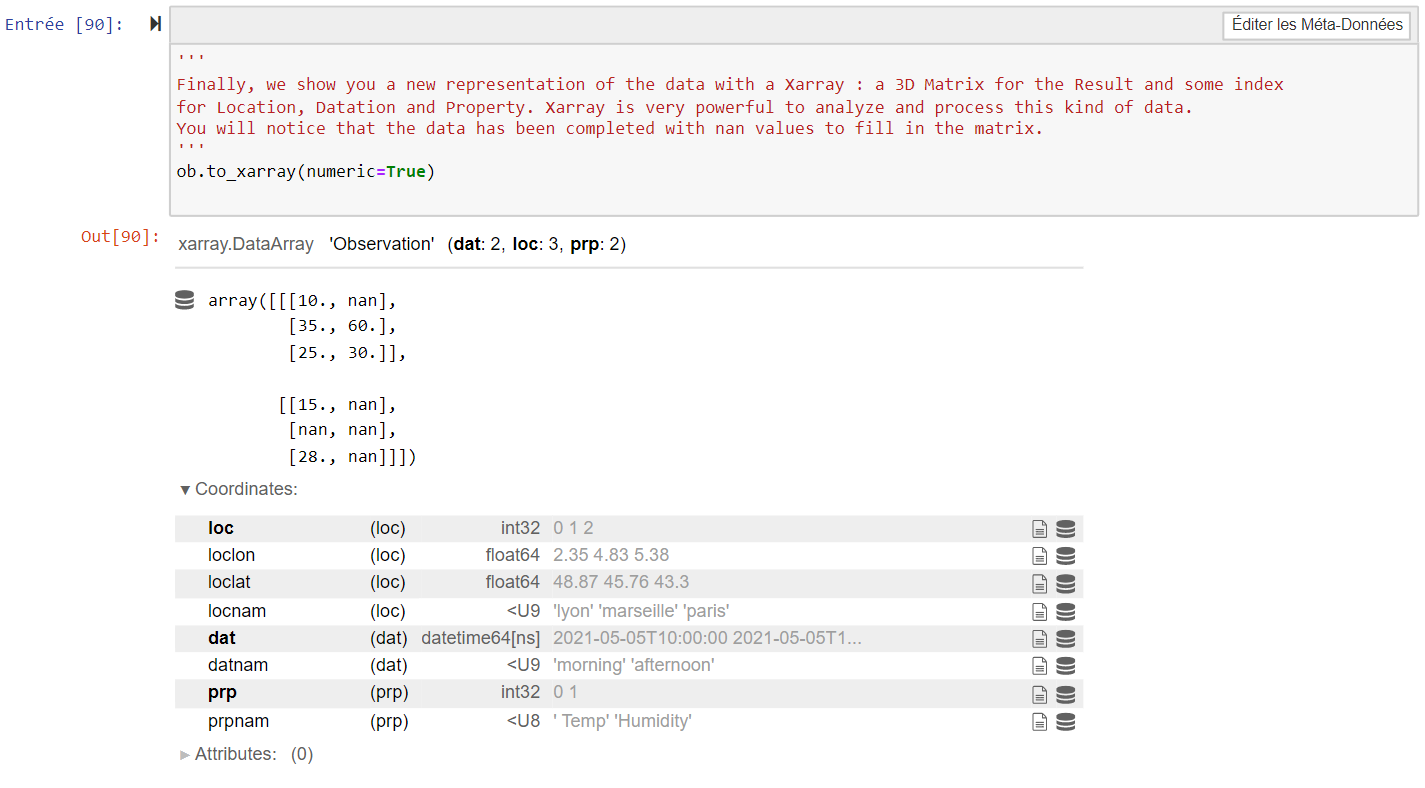 Entrée [90]:
Éditer les Méta-Données
'''
Finally, we show you a new representation of the data with a Xarray : a 3D Matrix for the Result and some index
for Location, Datation and Property. Xarray is very powerful to analyze and process this kind of data.
You will notice that the data has been completed with nan values to fill in the matrix.
'''
ob.to_xarray(numeric=True)
Out[90]:
xarray.DataArray 'Observation' (dat: 2, loc: 3, prp: 2)
array([[[10., nan],
[35., 60.],
[25., 30.]],
[[15., nan],
[nan, nan],
[28., nan]]])
▼ Coordinates:
loc (loc) int32 0 1 2
loclon (loc) float64 2.35 4.83 5.38
loclat (loc) float64 48.87 45.76 43.3
locnam (loc) <U9 'lyon' 'marseille' 'paris'
dat (dat) datetime64[ns] 2021-05-05T10:00:00 2021-05-05T1...
datnam (dat) <U9 'morning' 'afternoon'
prp (prp) int32 0 1
prpnam (prp) <U8 ' Temp' 'Humidity'
► Attributes: (0)